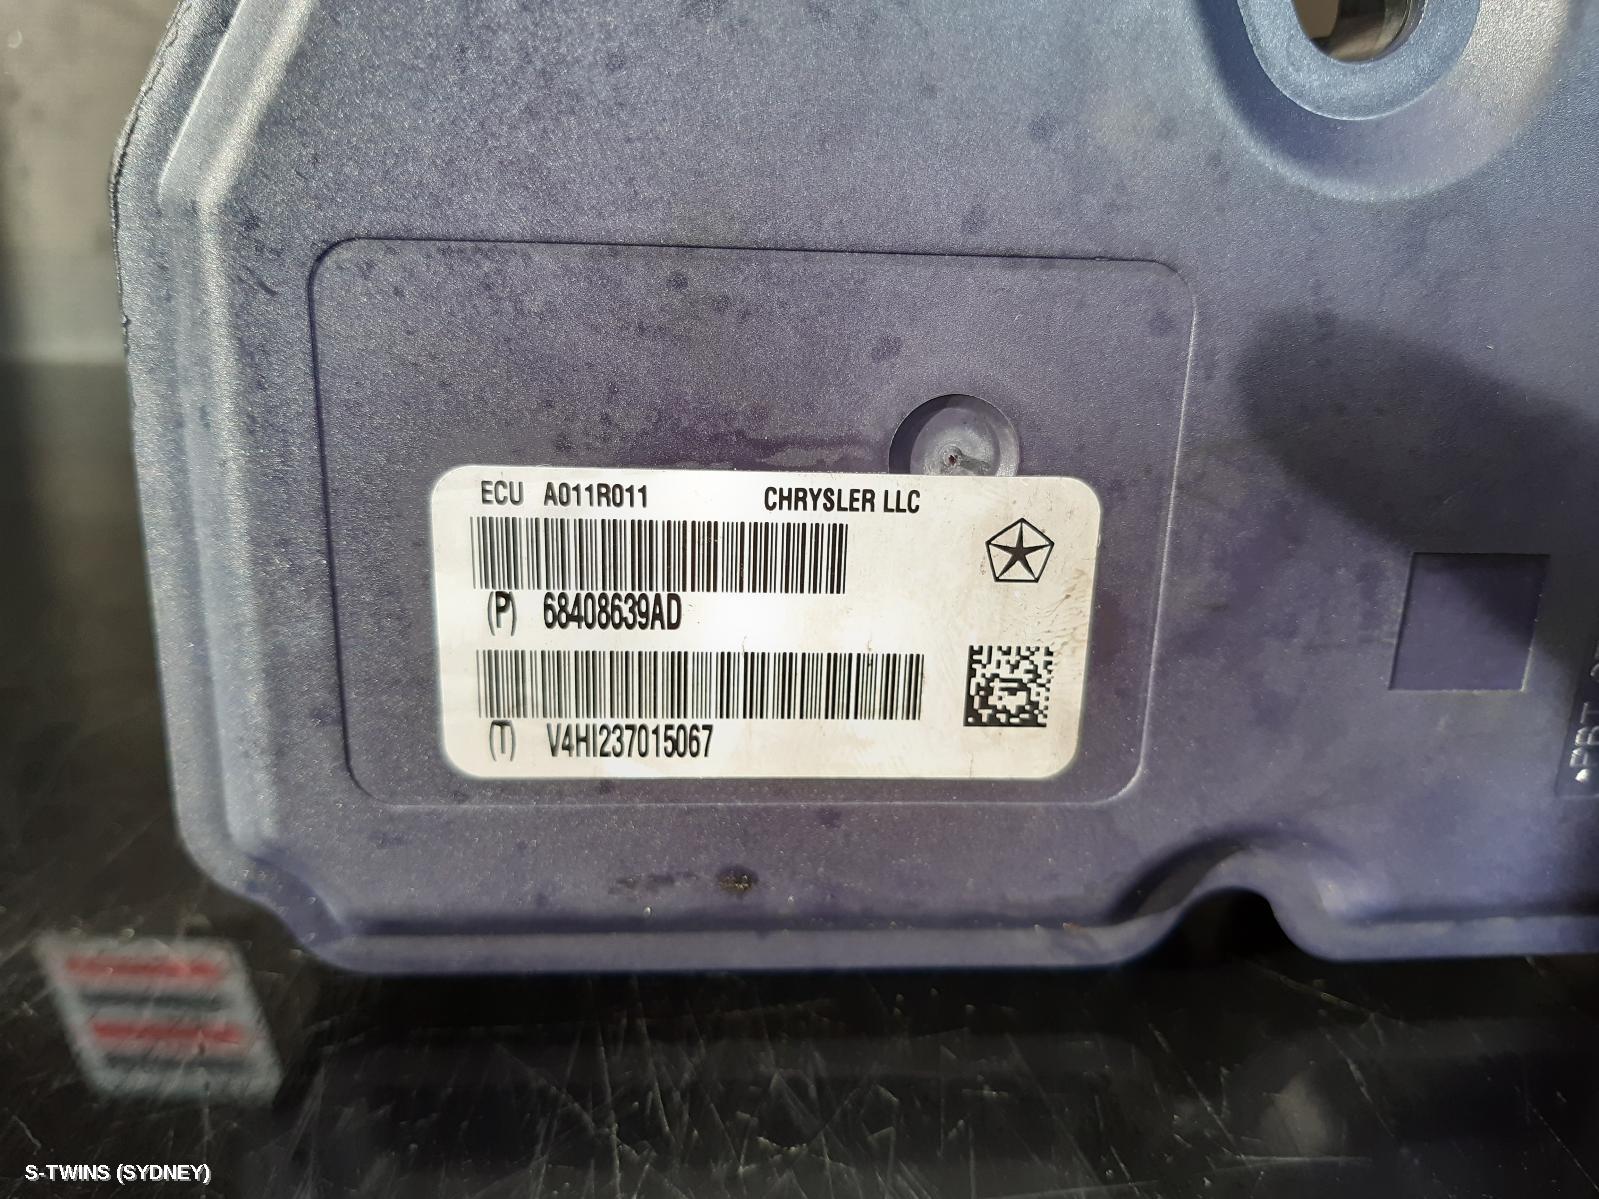 ECU A011R011 CHRYSLER LLC
(P) 68408639AD
(T) V4HI237015067
S-TWINS (SYDNEY)